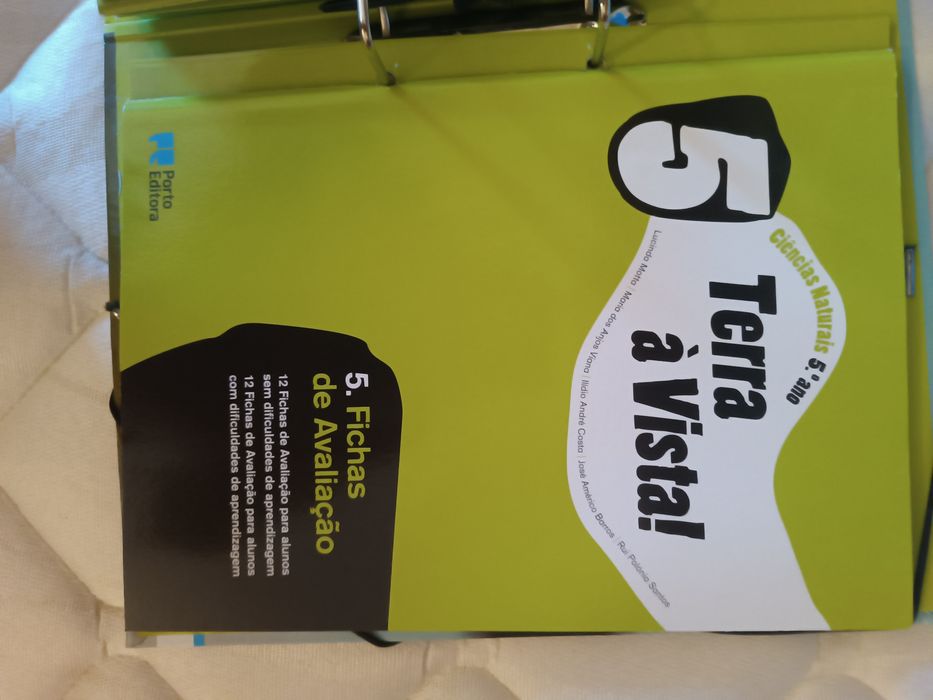 5
Ciências Naturais 5.º ano
Terra
à Vista!
Lucinda Motta | Maria dos Anjos Viana | Ilídio André Costa | José Américo Barros | Rui Polónio Santos
5. Fichas
de Avaliação
12 Fichas de Avaliação para alunos
sem dificuldades de aprendizagem
12 Fichas de Avaliação para alunos
com dificuldades de aprendizagem
Porto
Editora